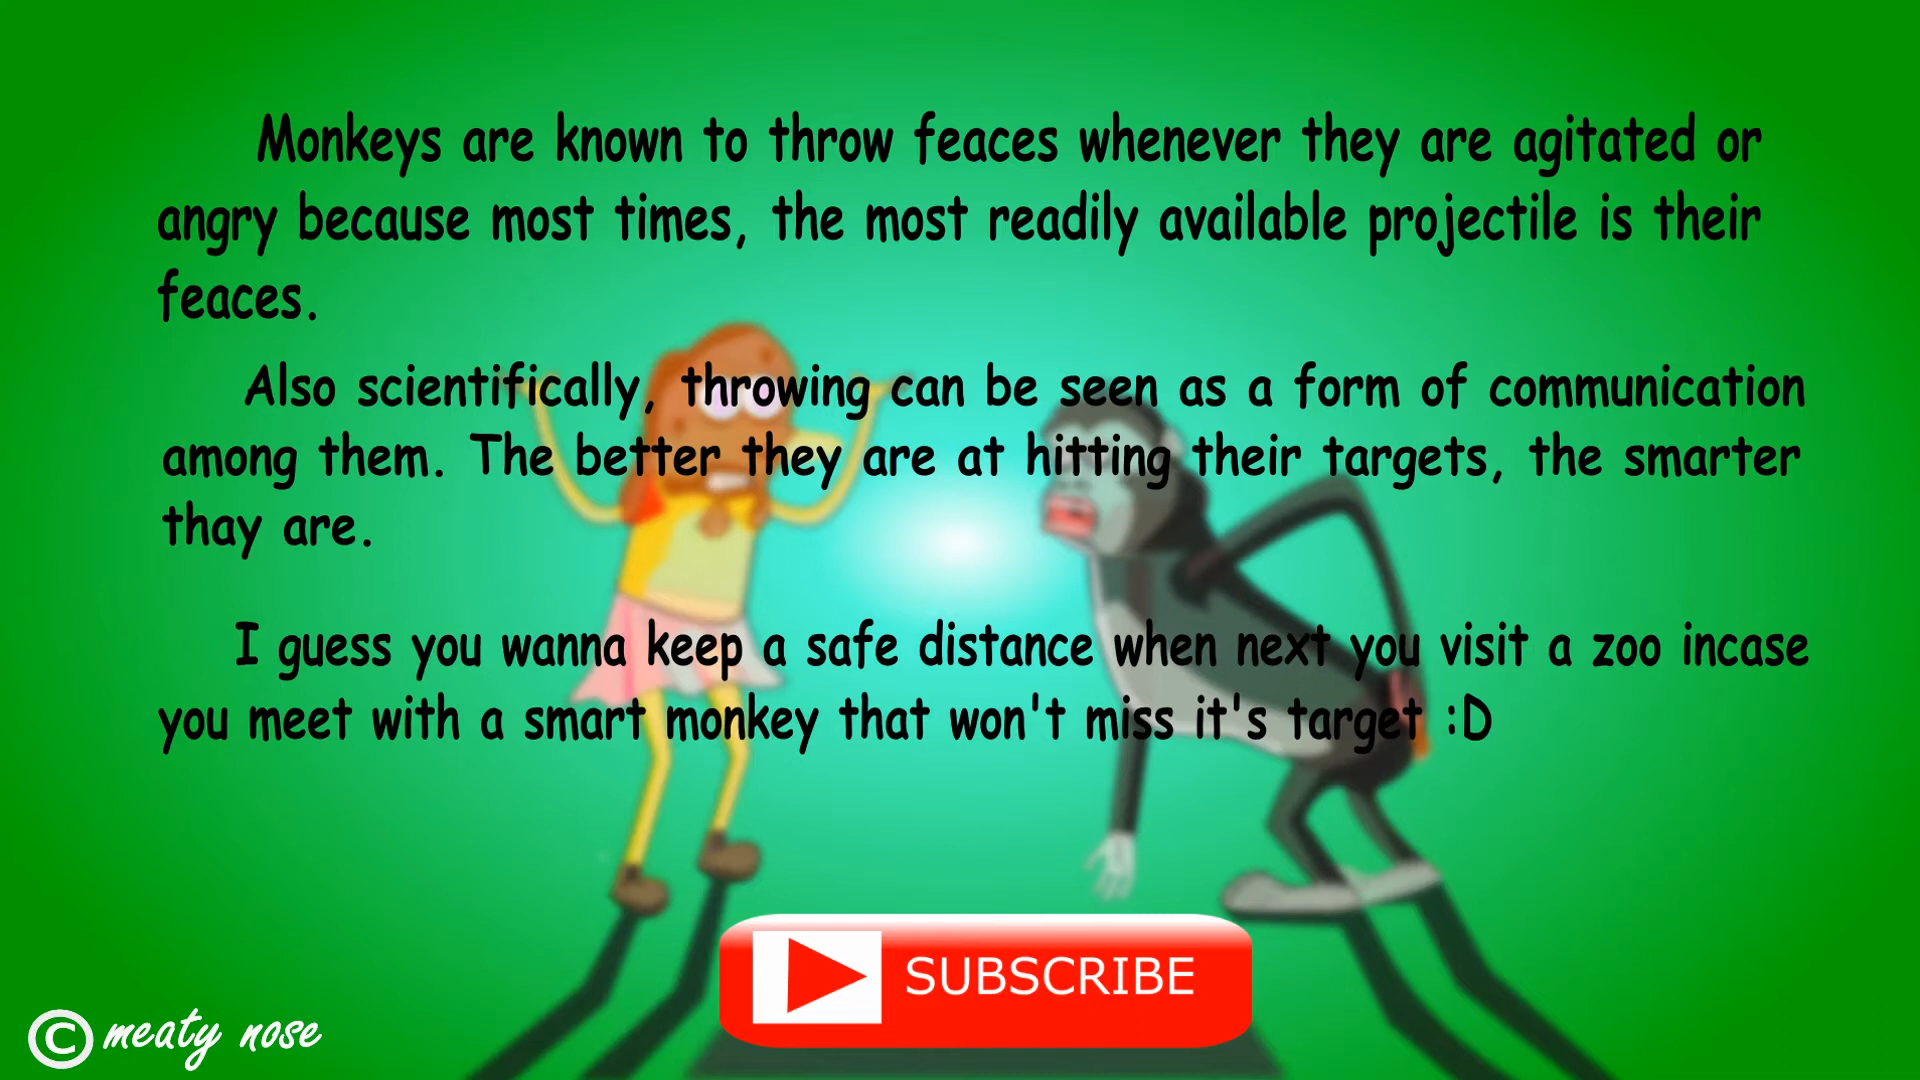 Monkeys are known to throw feaces whenever they are agitated or
angry because most times, the most readily available projectile is their
feaces.
Also scientifically, throwing can be seen as a form of communication
among them. The better they are at hitting their targets, the smarter
thay are.
I guess you wanna keep a safe distance when next you visit a zoo incase
you meet with a smart monkey that won't miss it's target :D
SUBSCRIBE
© meaty nose